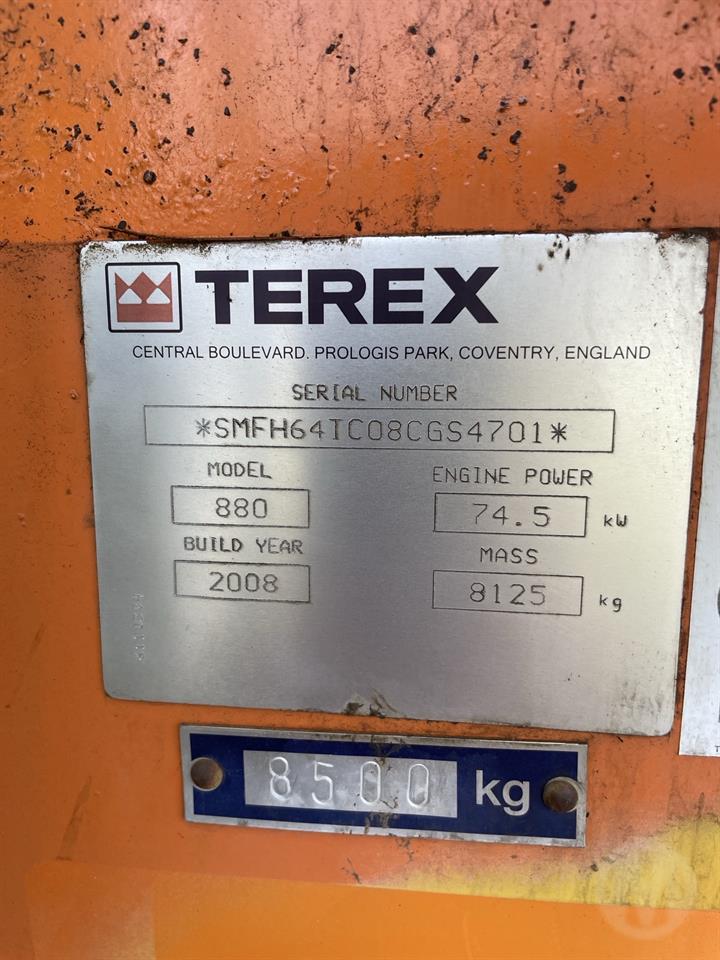 TEREX
CENTRAL BOULEVARD. PROLOGIS PARK, COVENTRY, ENGLAND
SERIAL NUMBER
*SMFH64TC08CGS4701*
MODEL
880
ENGINE POWER
74.5 kW
BUILD YEAR
2008
MASS
8125 kg
8500 kg